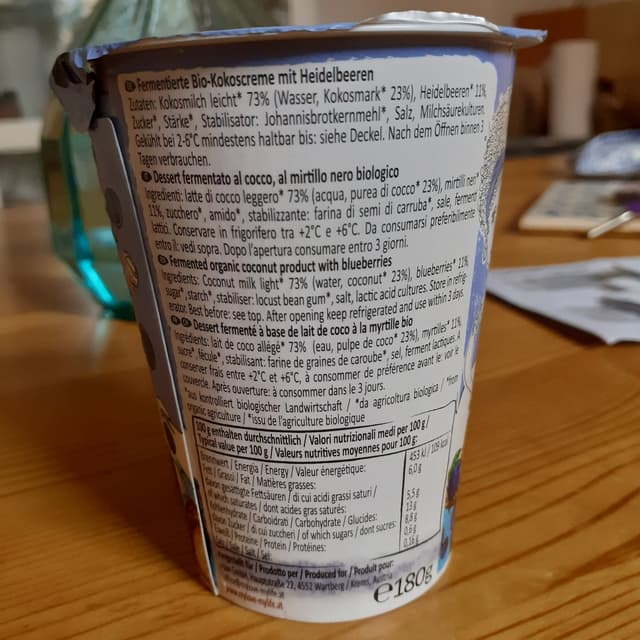 Fermentierte Bio-Kokoscreme mit Heidelbeeren
Zutaten: Kokosmilch leicht* 73% (Wasser, Kokosmark* 23%), Heidelbeeren* 11%,
Zucker*, Stärke*, Stabilisator: Johannisbrotkernmehl*, Salz, Milchsäurekulturen.
Gekühlt bei 2-6°C mindestens haltbar bis: siehe Deckel. Nach dem Öffnen binnen 3
Tagen verbrauchen.
Dessert fermentato al cocco, al mirtillo nero biologico
Ingredienti: latte di cocco leggero* 73% (acqua, purea di cocco* 23%), mirtilli neri*
11%, zucchero*, amido*, stabilizzante: farina di semi di carruba*, sale, fermenti
lattici. Conservare in frigorifero tra +2°C e +6°C. Da consumarsi preferibilmente
entro il: vedi sopra. Dopo l'apertura consumare entro 3 giorni.
Fermented organic coconut product with blueberries
Ingredients: Coconut milk light* 73% (water, coconut* 23%), blueberries* 11%,
sugar*, starch*, stabiliser: locust bean gum*, salt, lactic acid cultures. Store in refrig-
erator. Best before: see top. After opening keep refrigerated and use within 3 days.
Dessert fermenté à base de lait de coco à la myrtille bio
Ingrédients: lait de coco allégé* 73% (eau, pulpe de coco* 23%), myrtilles* 11%,
sucre*, fécule*, stabilisant: farine de graines de caroube*, sel, ferment lactiques. A
conserver frais entre +2°C et +6°C, à consommer de préférence avant le: voir le
couvercle. Après ouverture: à consommer dans le 3 jours.
*aus kontrolliert biologischer Landwirtschaft / *da agricoltura biologica / *from
organic agriculture / *issu de l'agriculture biologique
100 g enthalten durchschnittlich / Valori nutrizionali medi per 100 g /
Typical value per 100 g / Valeurs nutritives moyennes pour 100 g:
Brennwert / Energia / Energy / Valeur énergétique: 453 kJ / 109 kcal
Fett / Grassi / Fat / Matières grasses: 6,0 g
davon gesättigte Fettsäuren / di cui acidi grassi saturi /
of which saturates / dont acides gras saturés: 5,5 g
Kohlenhydrate / Carboidrati / Carbohydrate / Glucides: 13 g
davon Zucker / di cui zuccheri / of which sugars / dont sucres: 8,8 g
/ Proteine / Protein / Protéines: 0,6 g
0,16 g
für / Prodotto per / Produced for / Produit pour:
Hauptstraße 23, 4552 Wartberg / Krems, Austria
www.mylove-mylife.at
e180g